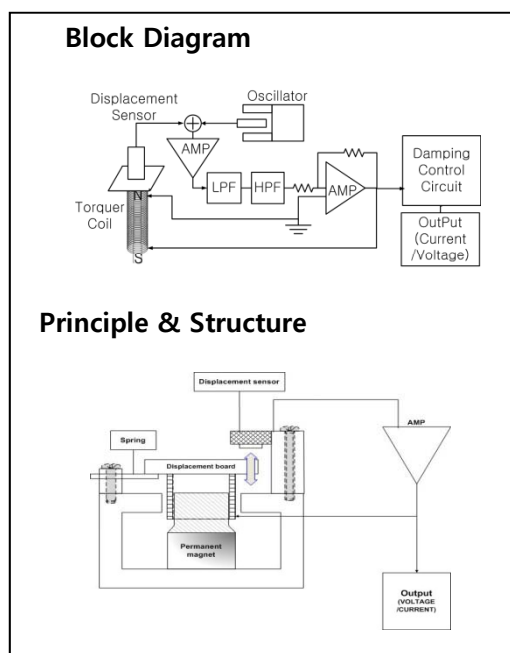 Block Diagram
Displacement
Sensor
Oscillator
AMP
LPF
HPF
AMP
Damping
Control
Circuit
N
Torquer
Coil
S
OutPut
(Current
/Voltage)
Principle & Structure
Displacement sensor
AMP
Spring
Displacement board
Permanent
magnet
Output
(VOLTAGE
/CURRENT)